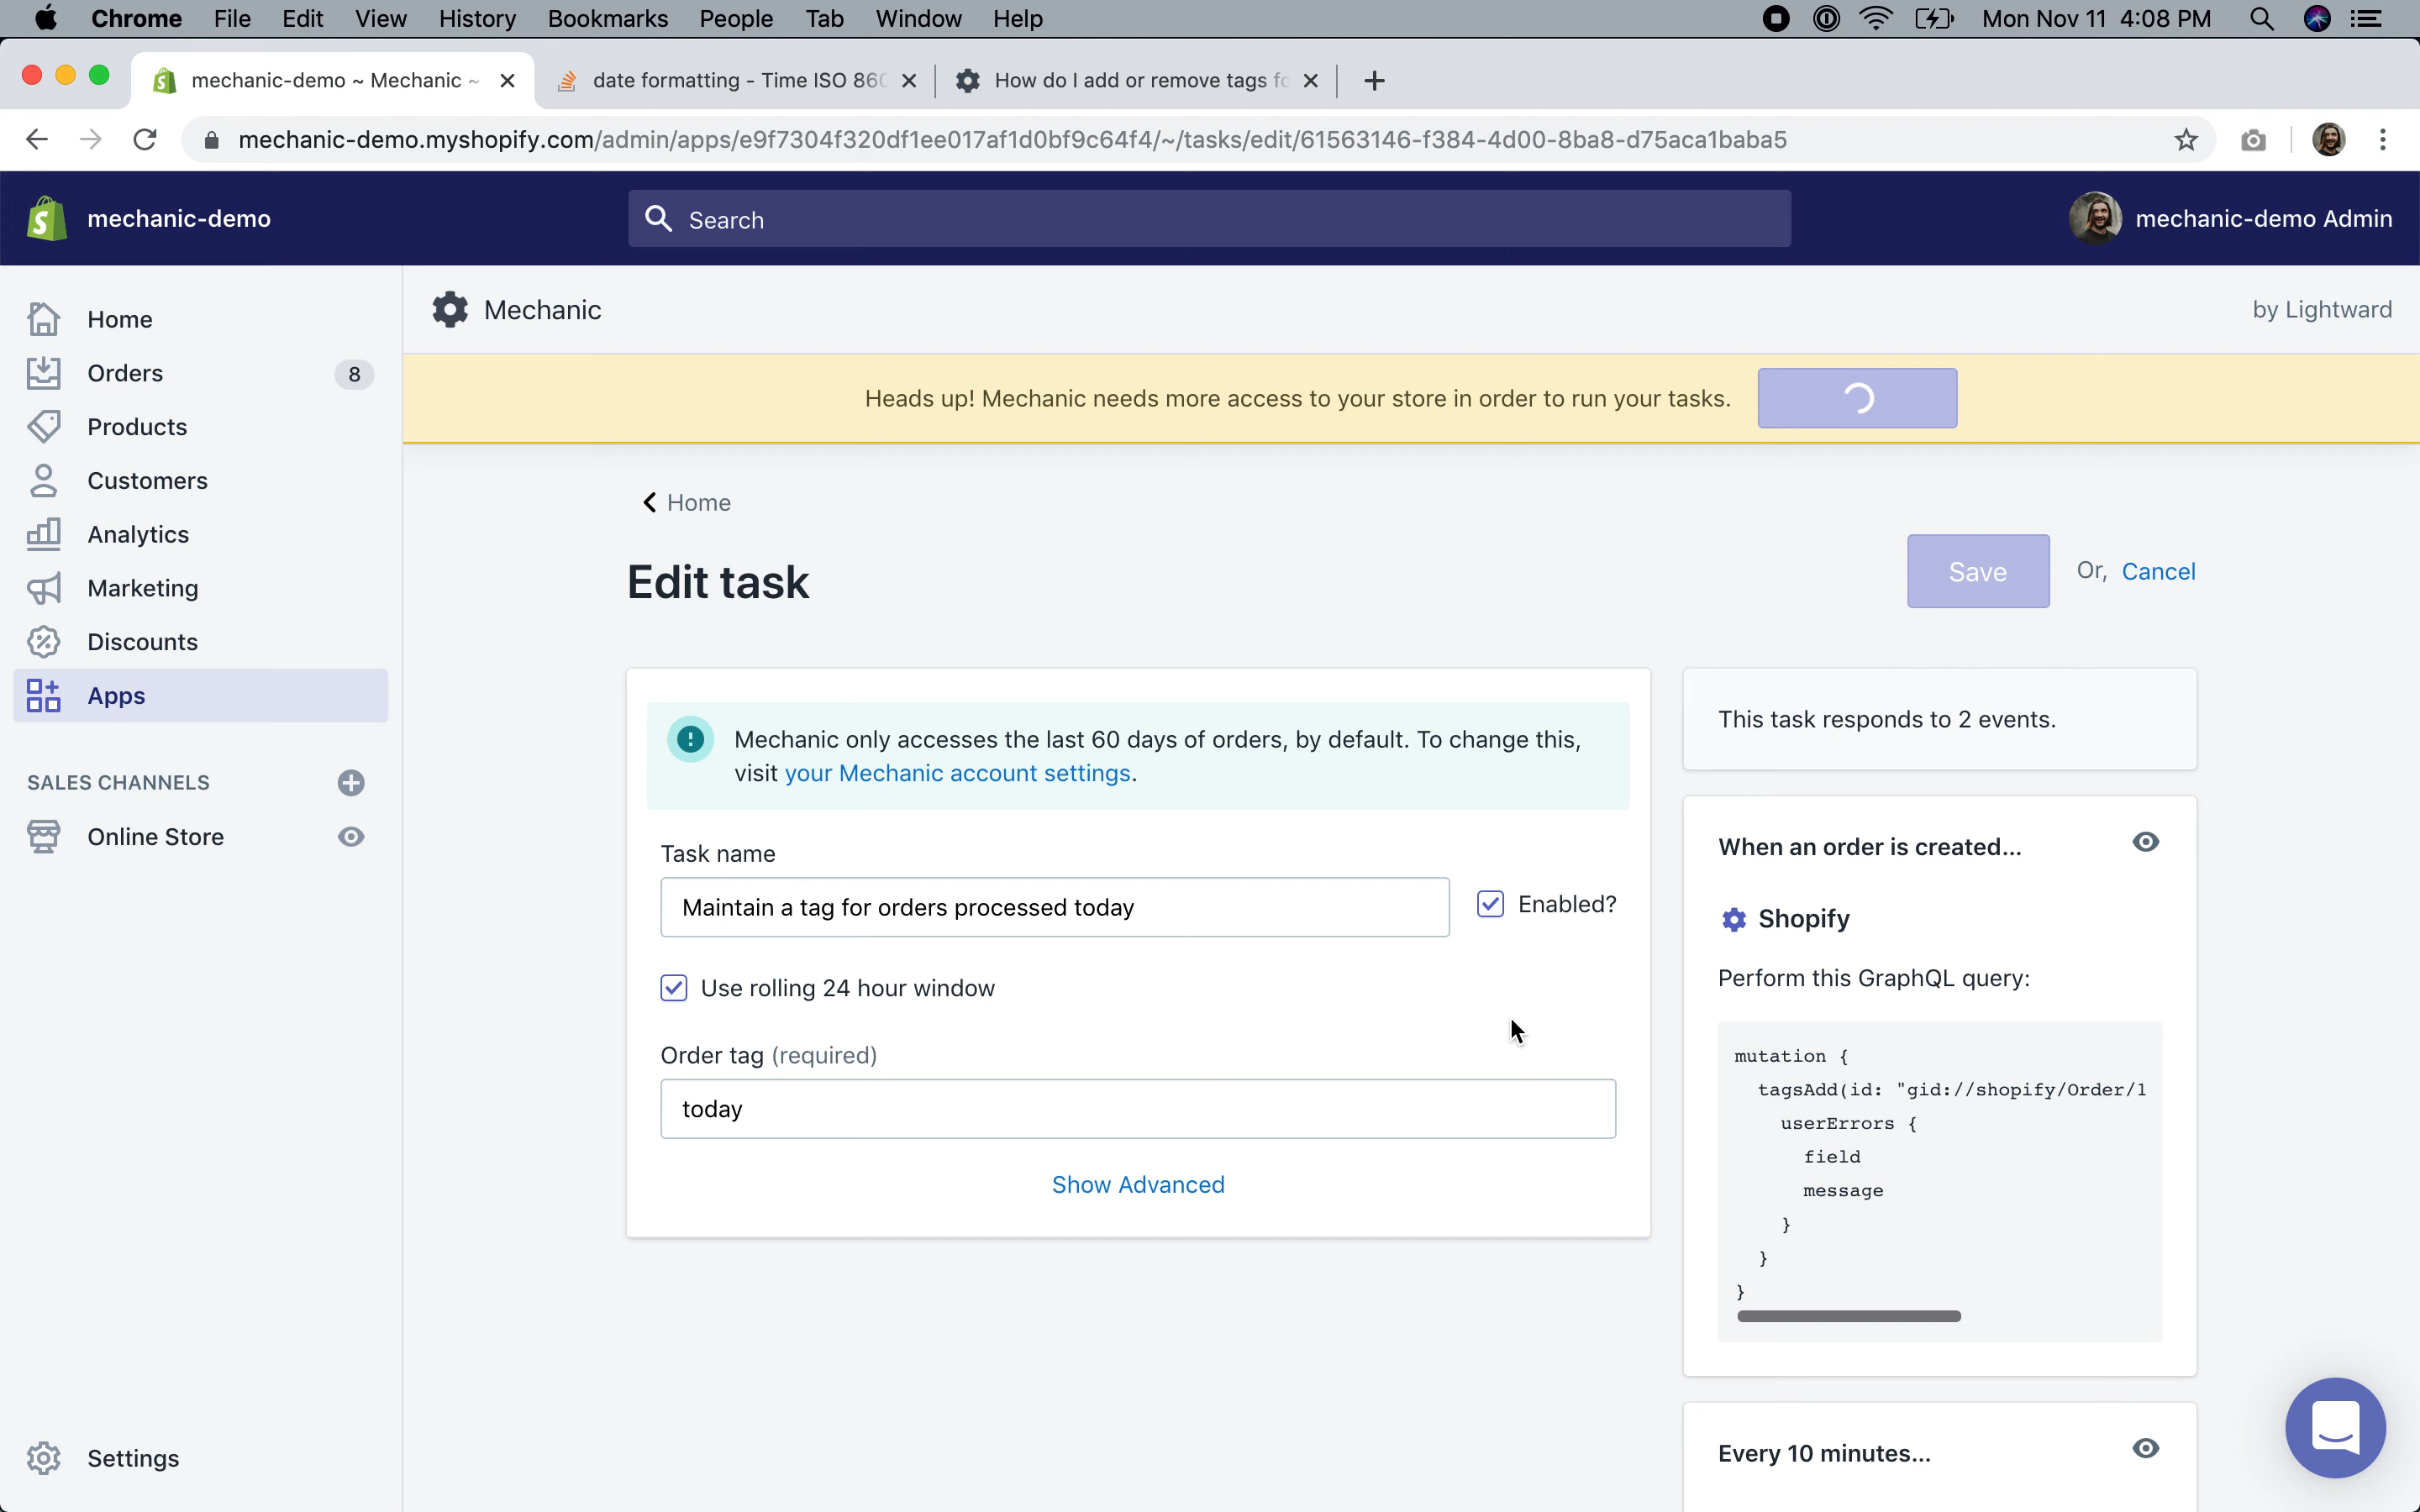 Chrome File Edit View History Bookmarks People Tab Window Help Mon Nov 11 4:08 PM
mechanic-demo ~ Mechanic ~ date formatting - Time ISO 860 How do I add or remove tags fo
mechanic-demo.myshopify.com/admin/apps/e9f7304f320df1ee017af1d0bf9c64f4/~/tasks/edit/61563146-f384-4d00-8ba8-d75aca1baba5
mechanic-demo
Search
mechanic-demo Admin
Home
Orders 8
Products
Customers
Analytics
Marketing
Discounts
Apps
SALES CHANNELS
Online Store
Settings
Mechanic
by Lightward
Heads up! Mechanic needs more access to your store in order to run your tasks.
Home
Edit task
Save Or, Cancel
Mechanic only accesses the last 60 days of orders, by default. To change this,
visit your Mechanic account settings.
Task name
Maintain a tag for orders processed today
Enabled?
Use rolling 24 hour window
Order tag (required)
today
Show Advanced
This task responds to 2 events.
When an order is created...
Shopify
Perform this GraphQL query:
mutation {
tagsAdd(id: "gid://shopify/Order/1
userErrors {
field
message
}
}
}
Every 10 minutes...